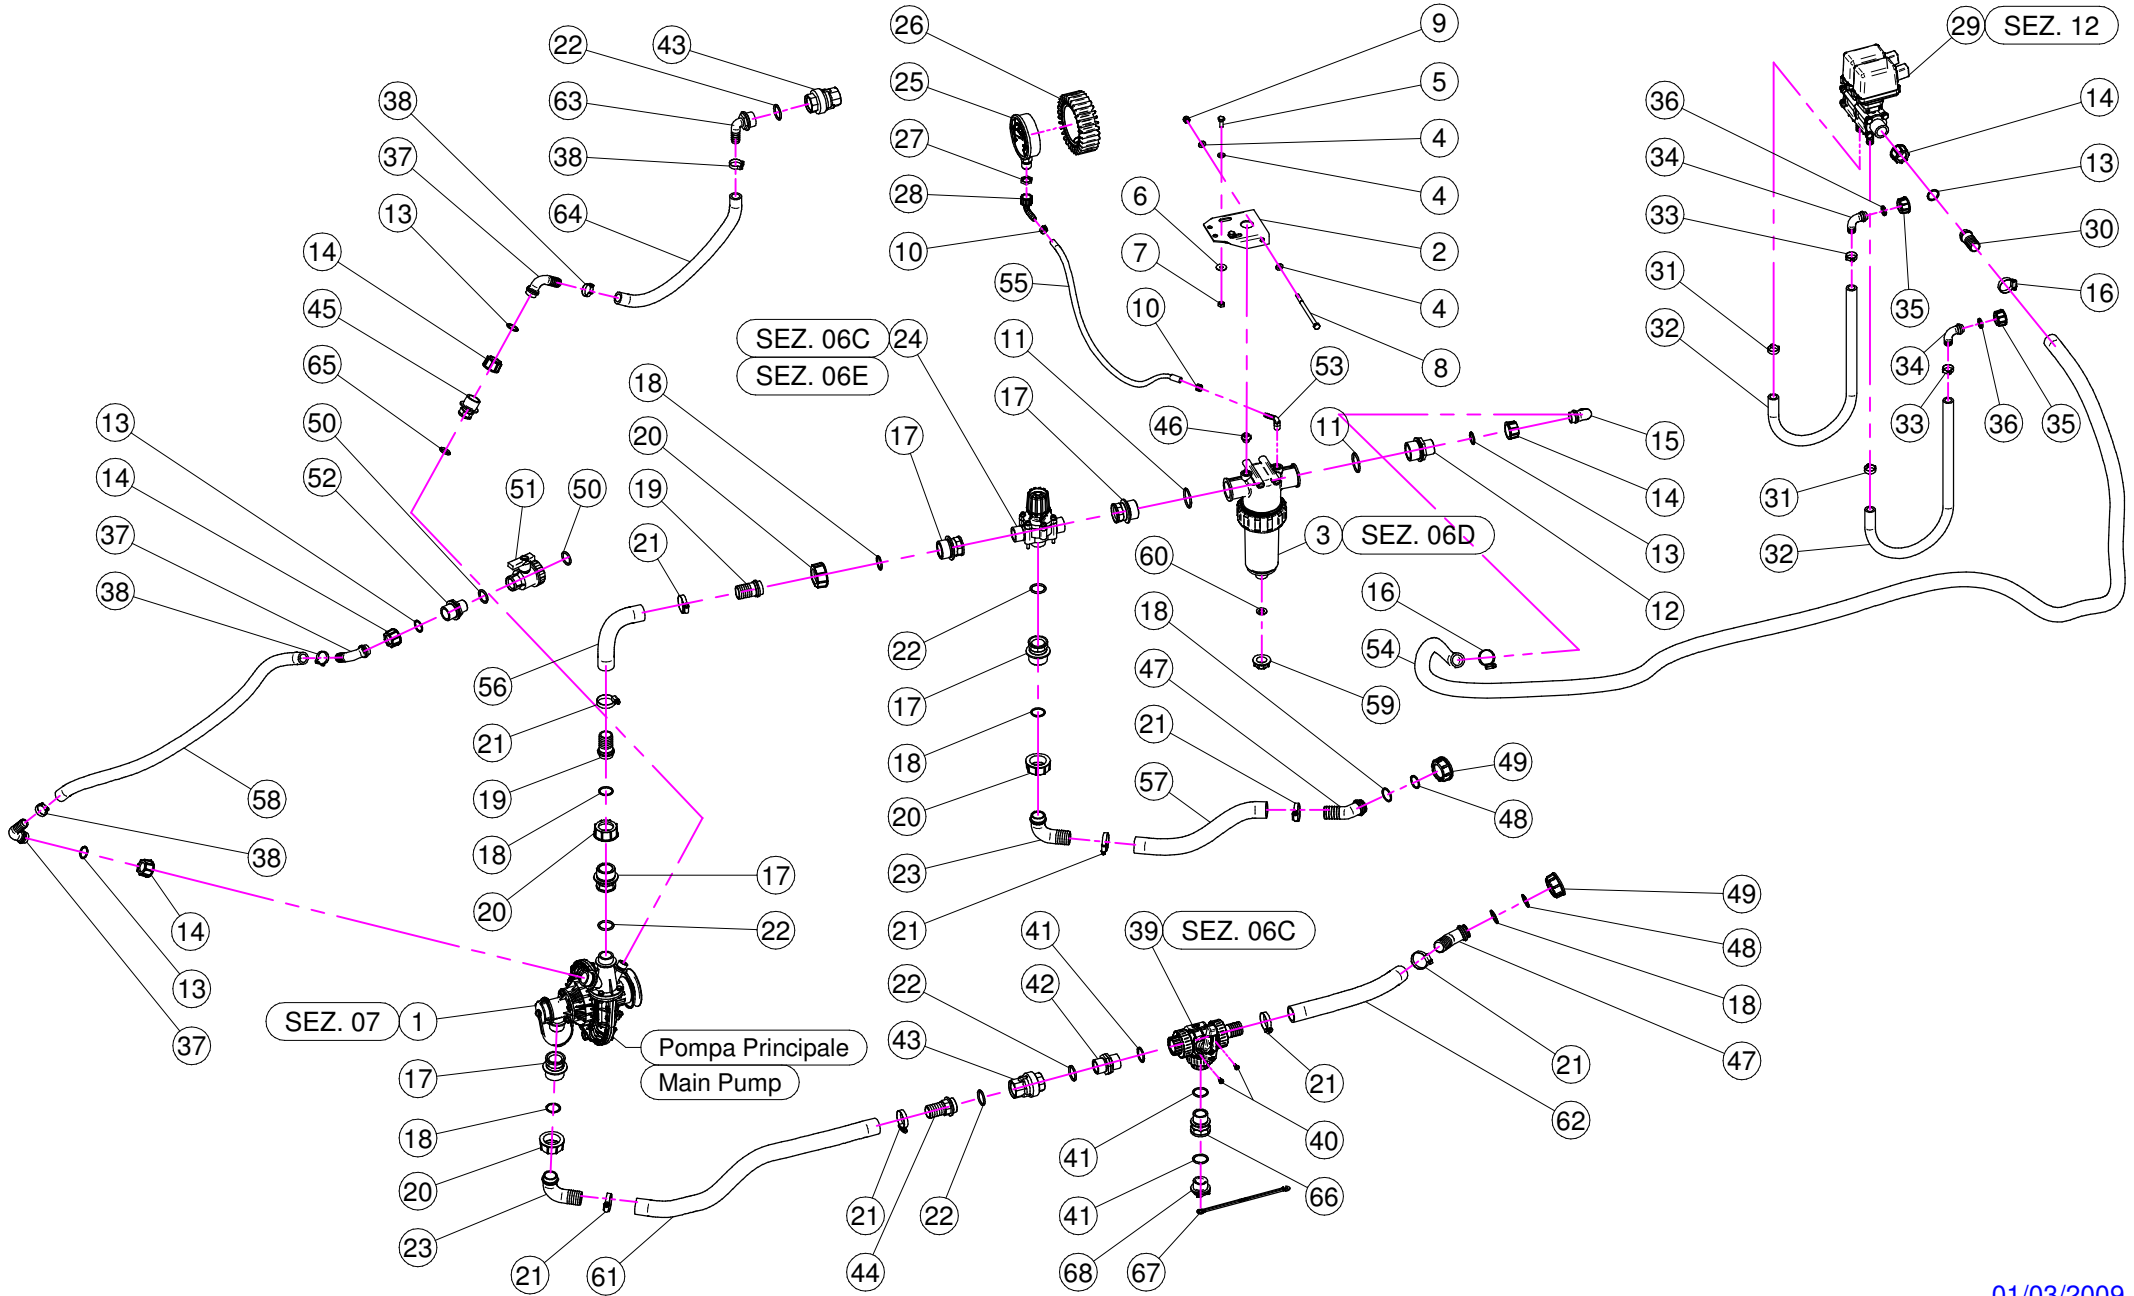 22 43 26 9 29 SEZ. 12
38 63 25 5 36 14
37 38 27 4 34 13
13 64 28 6 4 33 30
14 10 7 2 31 16
45 55 10 4 32 35
65 SEZ. 06C 24 11 8 34
SEZ. 06E
18 17 53 33 36 35
13 50 20 17 46 11 15
14 52 51 50 19 14 31
37 21 3 SEZ. 06D 13 32
38 60 12
56 22 18 16 54
17 47 59
21 18 21 49
58 19 20 57 48
38 18 23
20 17 21 49
14 22 41 39 SEZ. 06C 48
13 22 42 41 18
37 SEZ. 07 1 43 47
Pompa Principale
Main Pump
17 21 21
18 41 40 62
20 21 22 41 66
23 21 61 44 68 67
01/03/2009